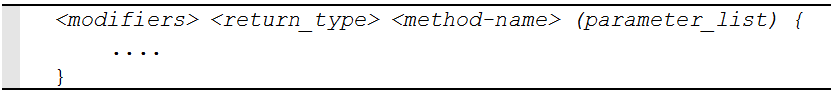 <modifiers> <return_type> <method-name> (parameter_list) {
....
}